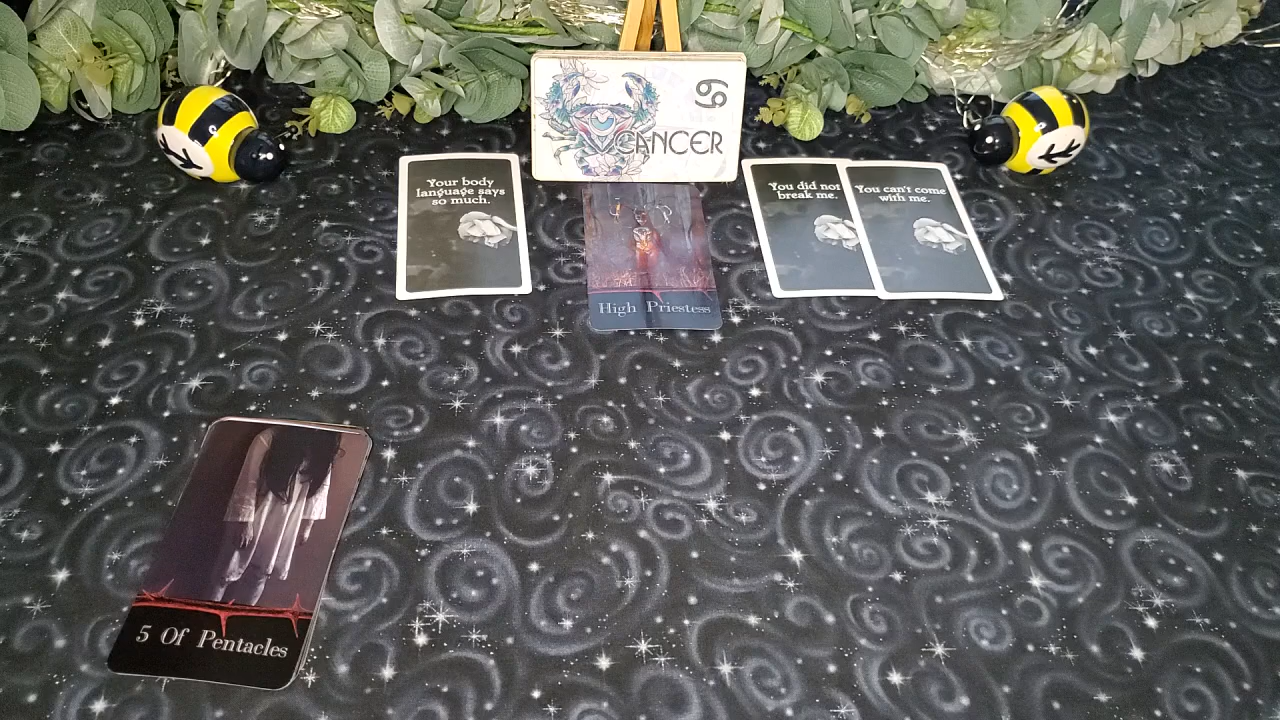 ♋
CANCER
Your body
language says
so much.
High Priestess
You did not
break me.
You can't come
with me.
5 Of Pentacles